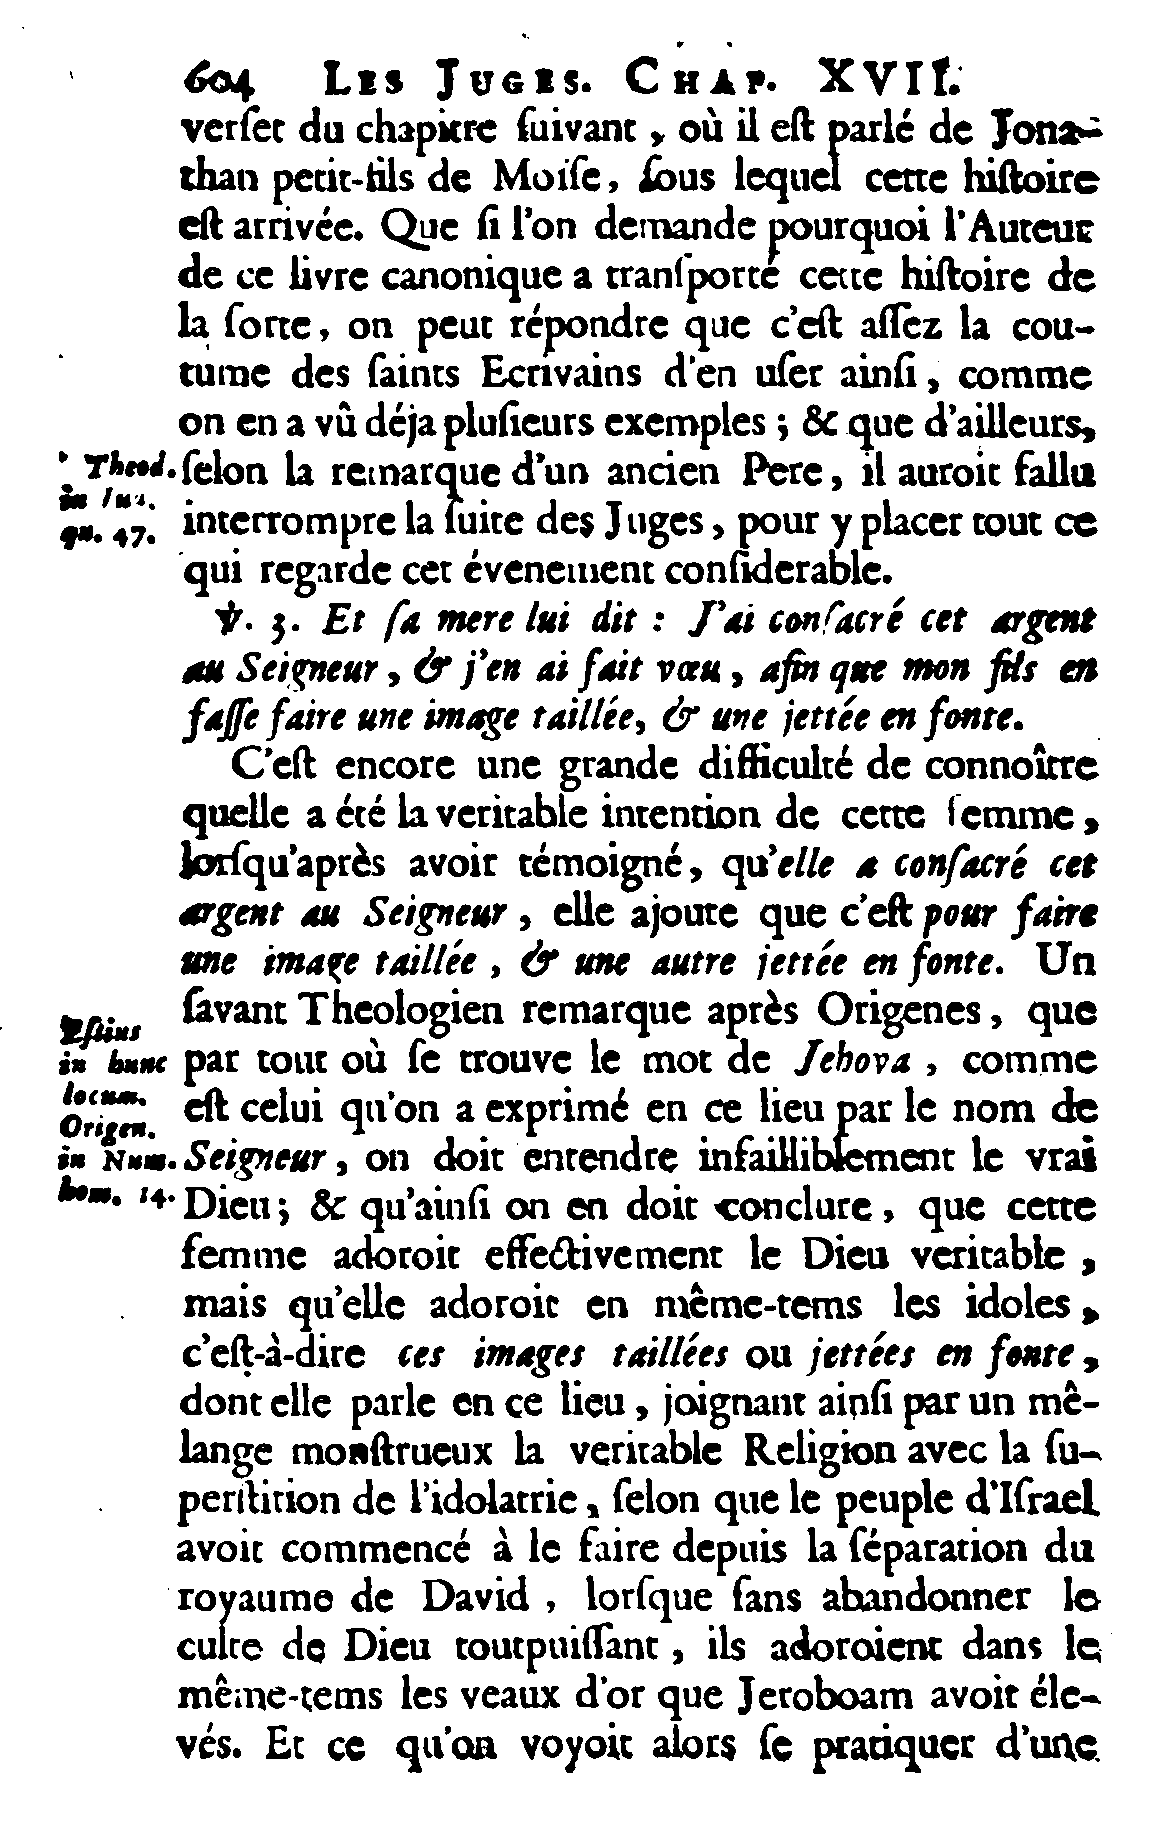 604 LES JUGES. CHAP. XVII.
verſet du chapitre ſuivant, où il eſt parlé de Jona-
than petit-fils de Moïſe, ſous lequel cette hiſtoire
eſt arrivée. Que ſi l'on demande pourquoi l'Auteur
de ce livre canonique a tranſporté cette hiſtoire de
la ſorte, on peut répondre que c'eſt aſſez la cou-
tume des ſaints Ecrivains d'en uſer ainſi, comme
on en a vû déja pluſieurs exemples ; & que d'ailleurs,
Theod.
in Iud.
qu. 47.
ſelon la remarque d'un ancien Pere, il auroit fallu
interrompre la ſuite des Juges, pour y placer tout ce
qui regarde cet évenement conſiderable.
℣. 3. Et ſa mere lui dit : J'ai conſacré cet argent
au Seigneur, & j'en ai fait vœu, afin que mon fils en
faſſe faire une image taillée, & une jettée en fonte.
C'eſt encore une grande difficulté de connoître
quelle a été la veritable intention de cette femme,
lorſqu'après avoir témoigné, qu'elle a conſacré cet
argent au Seigneur, elle ajoute que c'eſt pour faire
une image taillée, & une autre jettée en fonte. Un
ſavant Theologien remarque après Origenes, que
Eſtius
in hunc
locum.
Origen.
in Num.
hom. 14.
par tout où ſe trouve le mot de Jehova, comme
eſt celui qu'on a exprimé en ce lieu par le nom de
Seigneur, on doit entendre infailliblement le vrai
Dieu; & qu'ainſi on en doit conclure, que cette
femme adoroit effectivement le Dieu veritable,
mais qu'elle adoroit en même-tems les idoles,
c'eſt-à-dire ces images taillées ou jettées en fonte,
dont elle parle en ce lieu, joignant ainſi par un mê-
lange monſtrueux la veritable Religion avec la ſu-
perſtition de l'idolatrie, ſelon que le peuple d'Iſrael
avoit commencé à le faire depuis la ſéparation du
royaume de David, lorſque ſans abandonner le
culte de Dieu toutpuiſſant, ils adoroient dans le
même-tems les veaux d'or que Jeroboam avoit éle-
vés. Et ce qu'on voyoit alors ſe pratiquer d'une